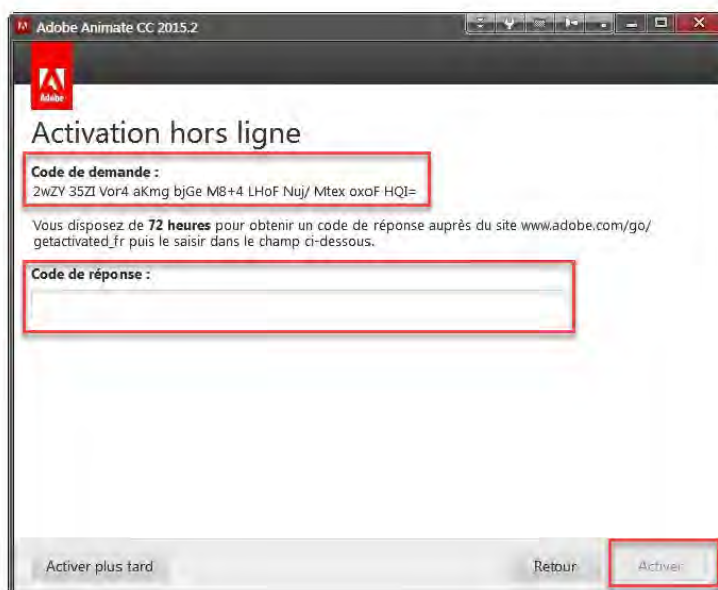 Adobe Animate CC 2015.2
Adobe
Activation hors ligne
Code de demande :
2wZY 35ZI Vor4 aKmg bjGe M8+4 LHoF Nuj/ Mtex oxoF HQI=
Vous disposez de 72 heures pour obtenir un code de réponse auprès du site www.adobe.com/go/
getactivated_fr puis le saisir dans le champ ci-dessous.
Code de réponse :
Activer plus tard
Retour
Activer